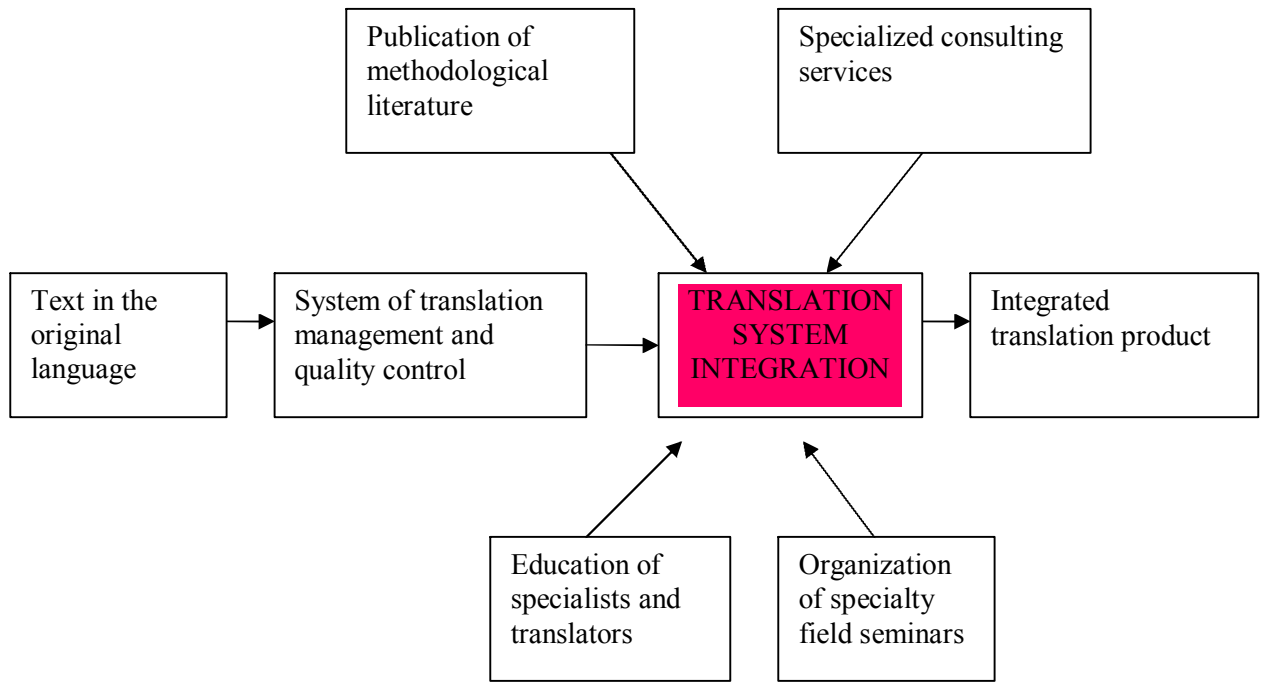 Publication of
methodological
literature
Specialized consulting
services
Text in the
original
language
System of translation
management and
quality control
TRANSLATION
SYSTEM
INTEGRATION
Integrated
translation product
Education of
specialists and
translators
Organization
of specialty
field seminars